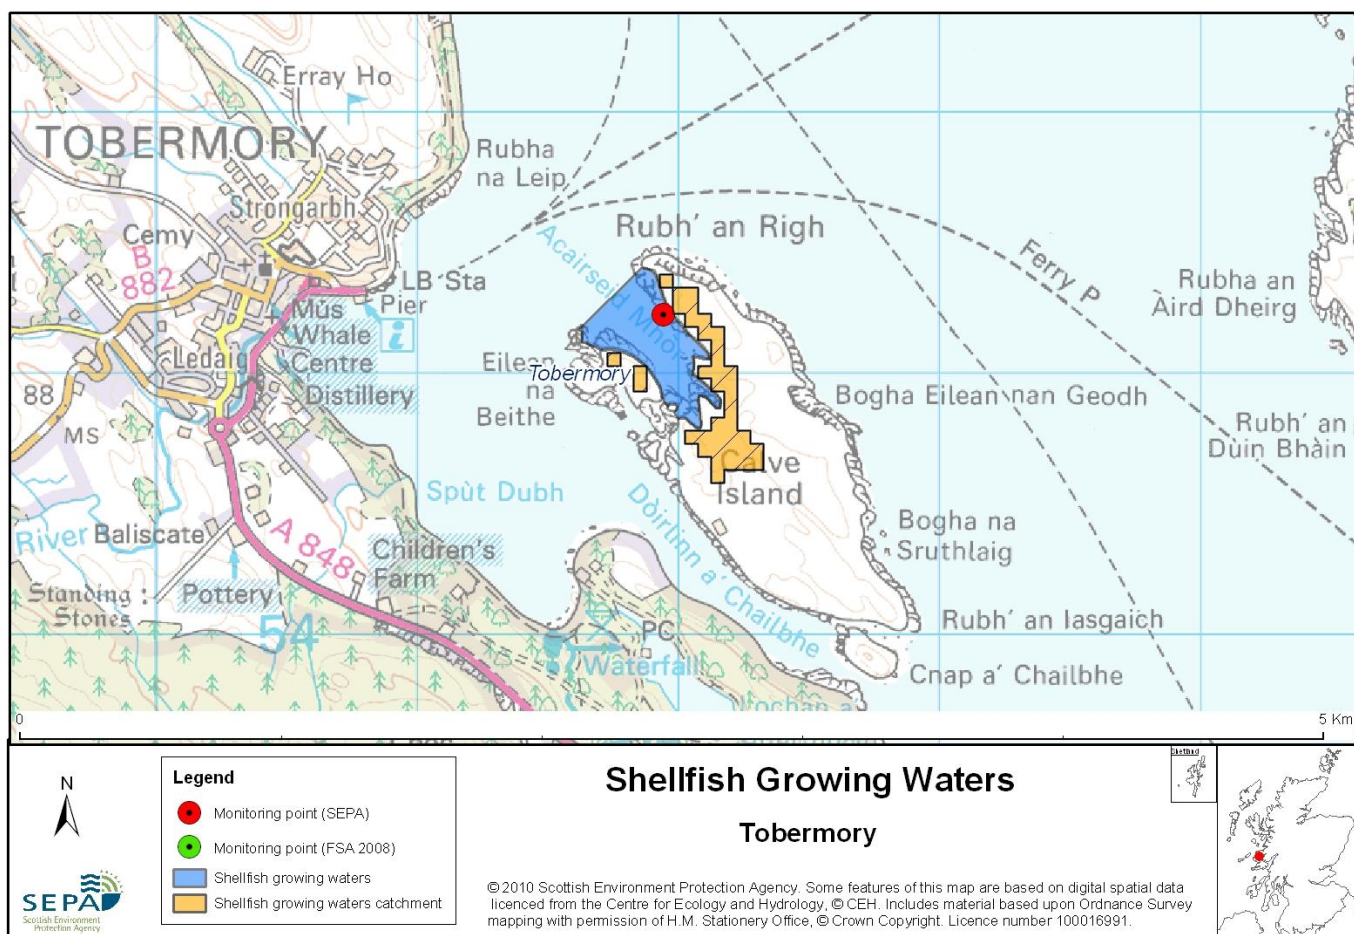 Erray Ho
TOBERMORY
Rubha
na Leip
Strongarbh
Cemy
B
882
Rubh' an Righ
Acairseid Mhòr
Ferry P
Rubha an
Àird Dheirg
LB Sta
Pier
Mus
Whale
Centre
Ledaig
Distillery
88
MS
Eilean
na
Beithe
Tobermory
Bogha Eilean nan Geodh
Rubh' an
Dùin Bhàin
Calve
Island
Spùt Dubh
Dòirlinn a' Chailbhe
Bogha na
Sruthlaig
River
Baliscate
A 848
Children's
Farm
Pottery
Standing
Stones
54
PC
Waterfall
Rubh' an Iasgaich
Cnap a' Chailbhe
Lochan a
0
5 Km
N
SEPA
Scottish Environment
Protection Agency
Legend
Monitoring point (SEPA)
Monitoring point (FSA 2008)
Shellfish growing waters
Shellfish growing waters catchment
Shellfish Growing Waters
Tobermory
© 2010 Scottish Environment Protection Agency. Some features of this map are based on digital spatial data
licenced from the Centre for Ecology and Hydrology, © CEH. Includes material based upon Ordnance Survey
mapping with permission of H.M. Stationery Office, © Crown Copyright. Licence number 100016991.
Shetland